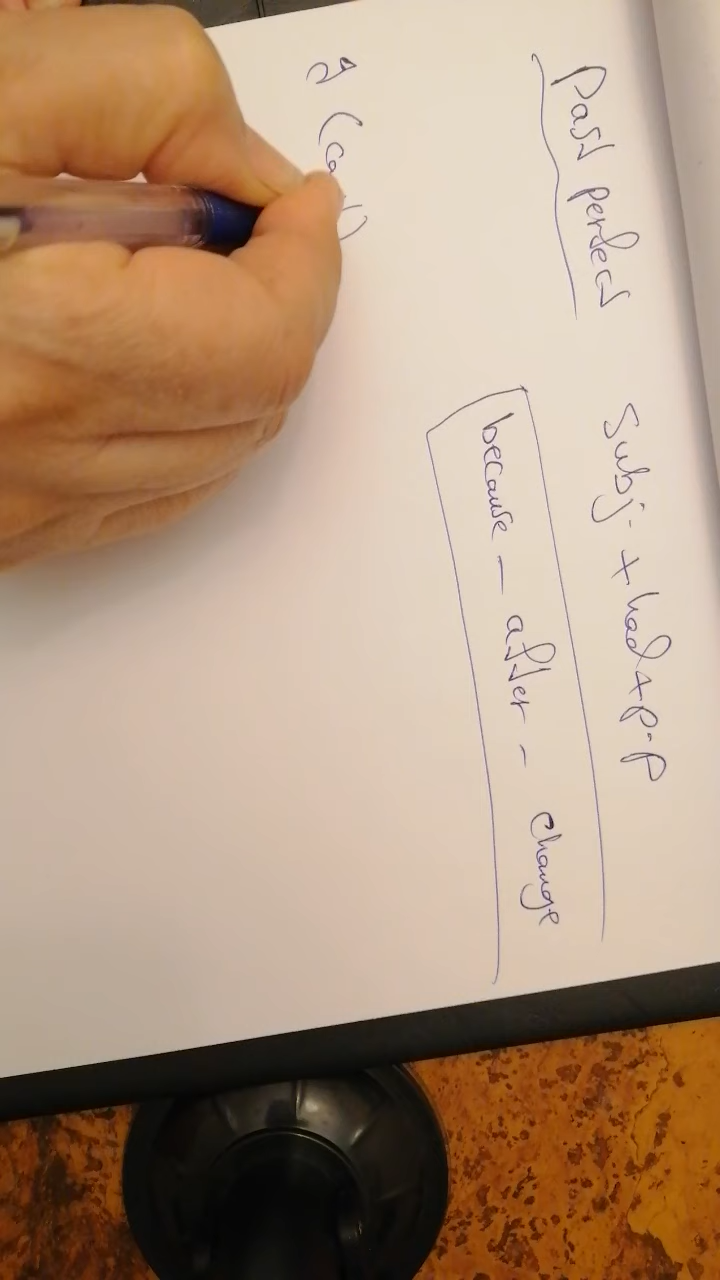 Past perfect   Subj. + had + p.p
because – after – change
I (